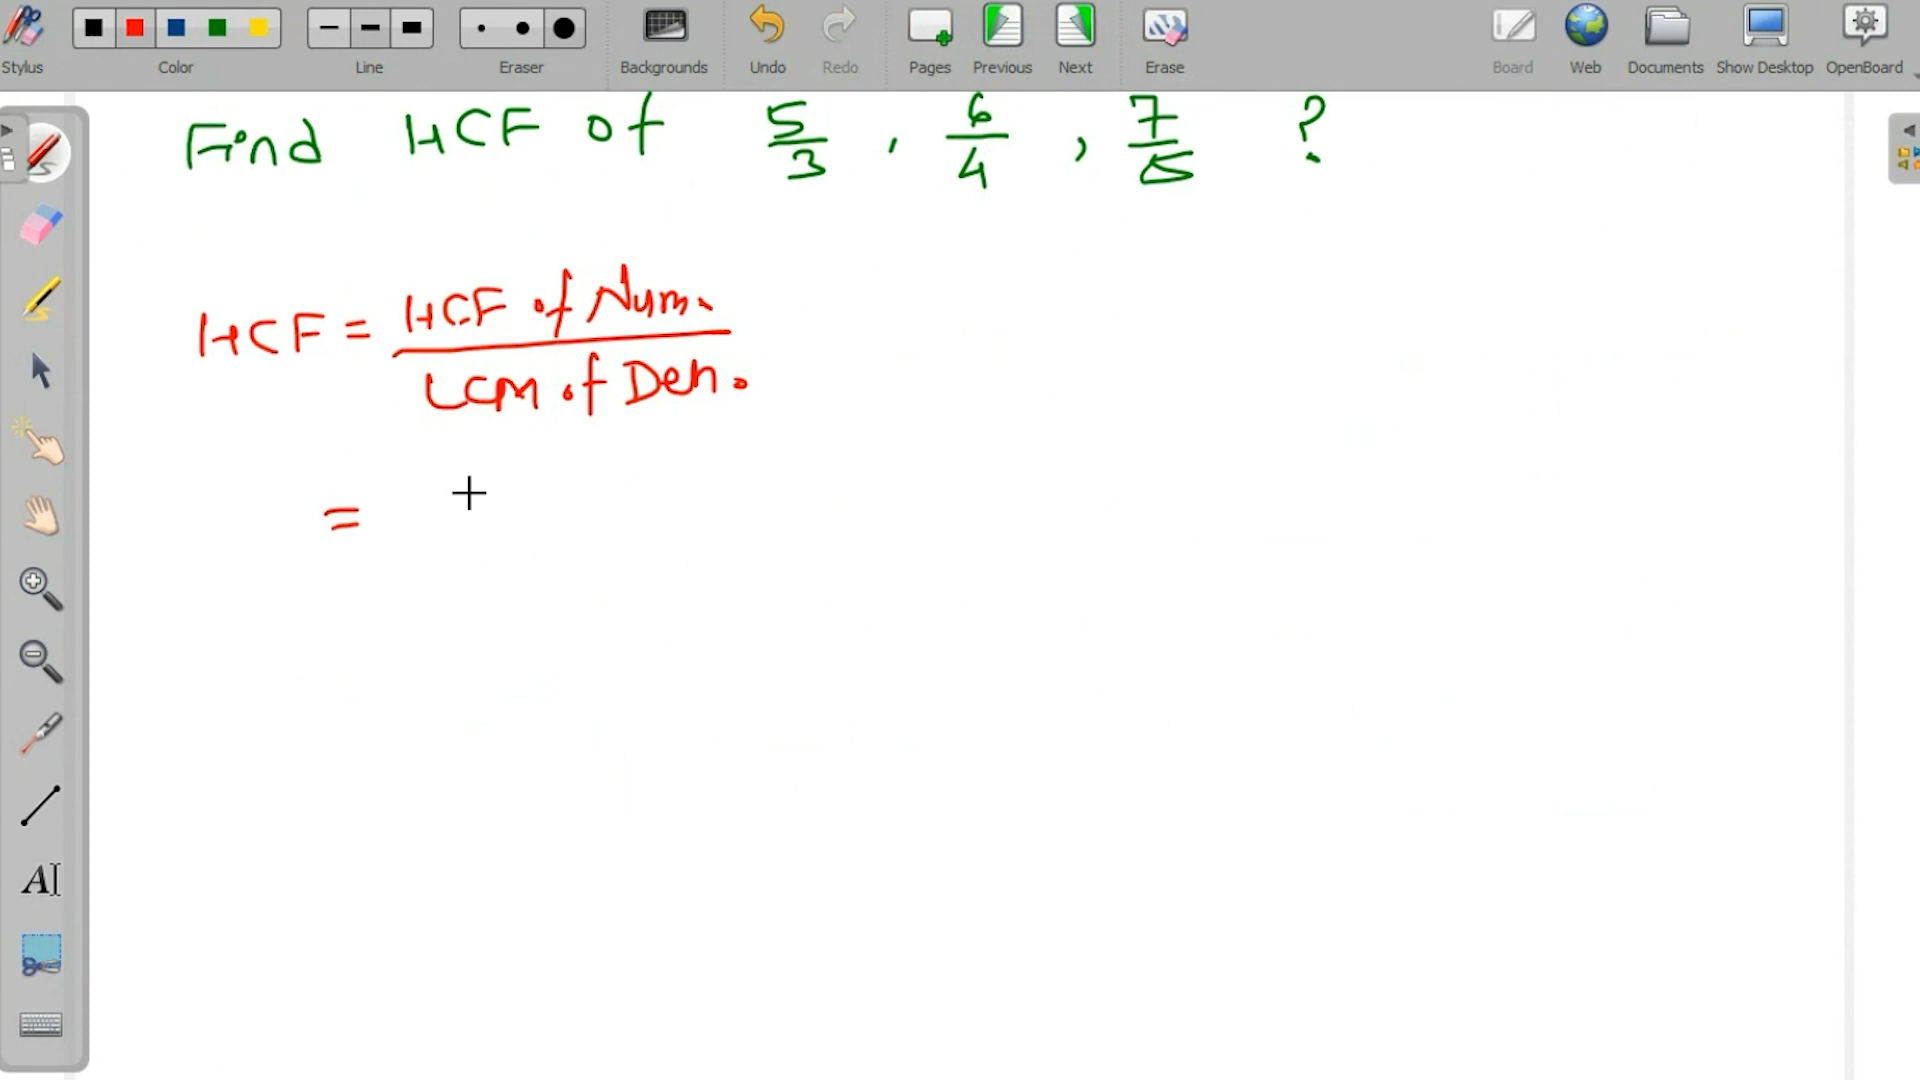 Stylus Color Line Eraser Backgrounds Undo Redo Pages Previous Next Erase Board Web Documents Show Desktop OpenBoard
Find HCF of 5/3 , 6/4 , 7/5 ?
HCF = HCF of Num. / LCM of Den.
=